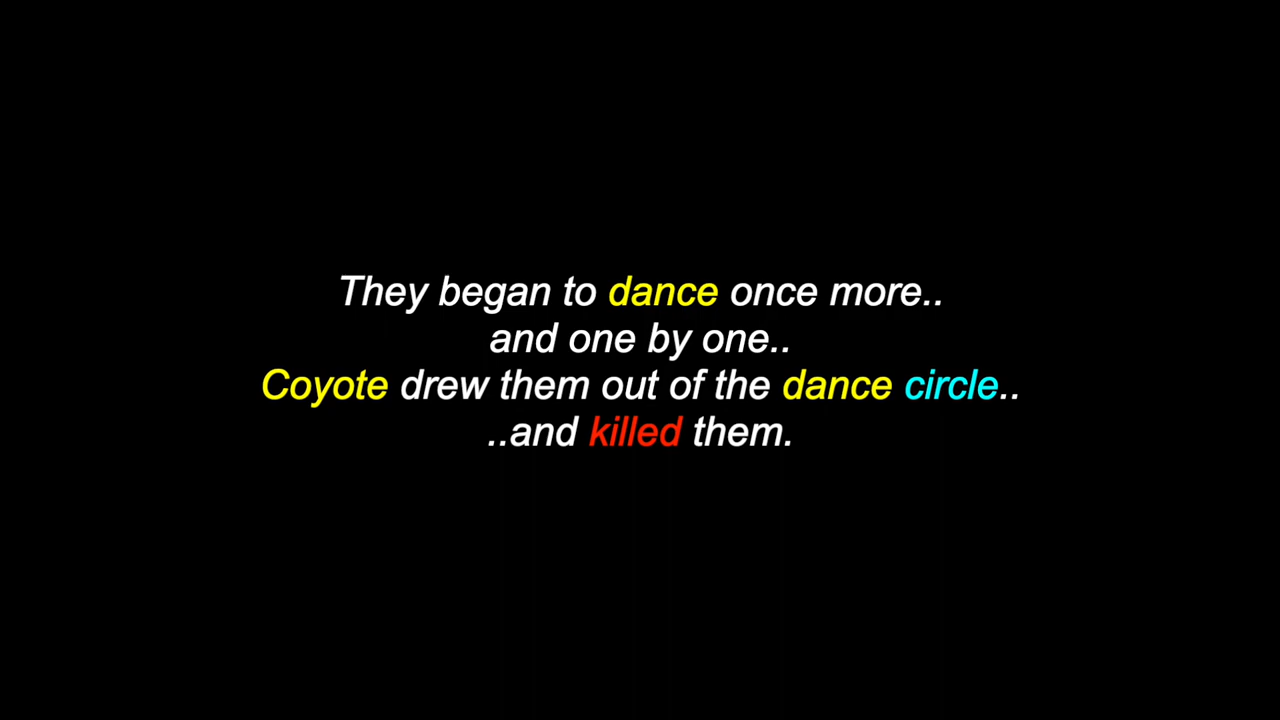 They began to dance once more..
and one by one..
Coyote drew them out of the dance circle..
..and killed them.